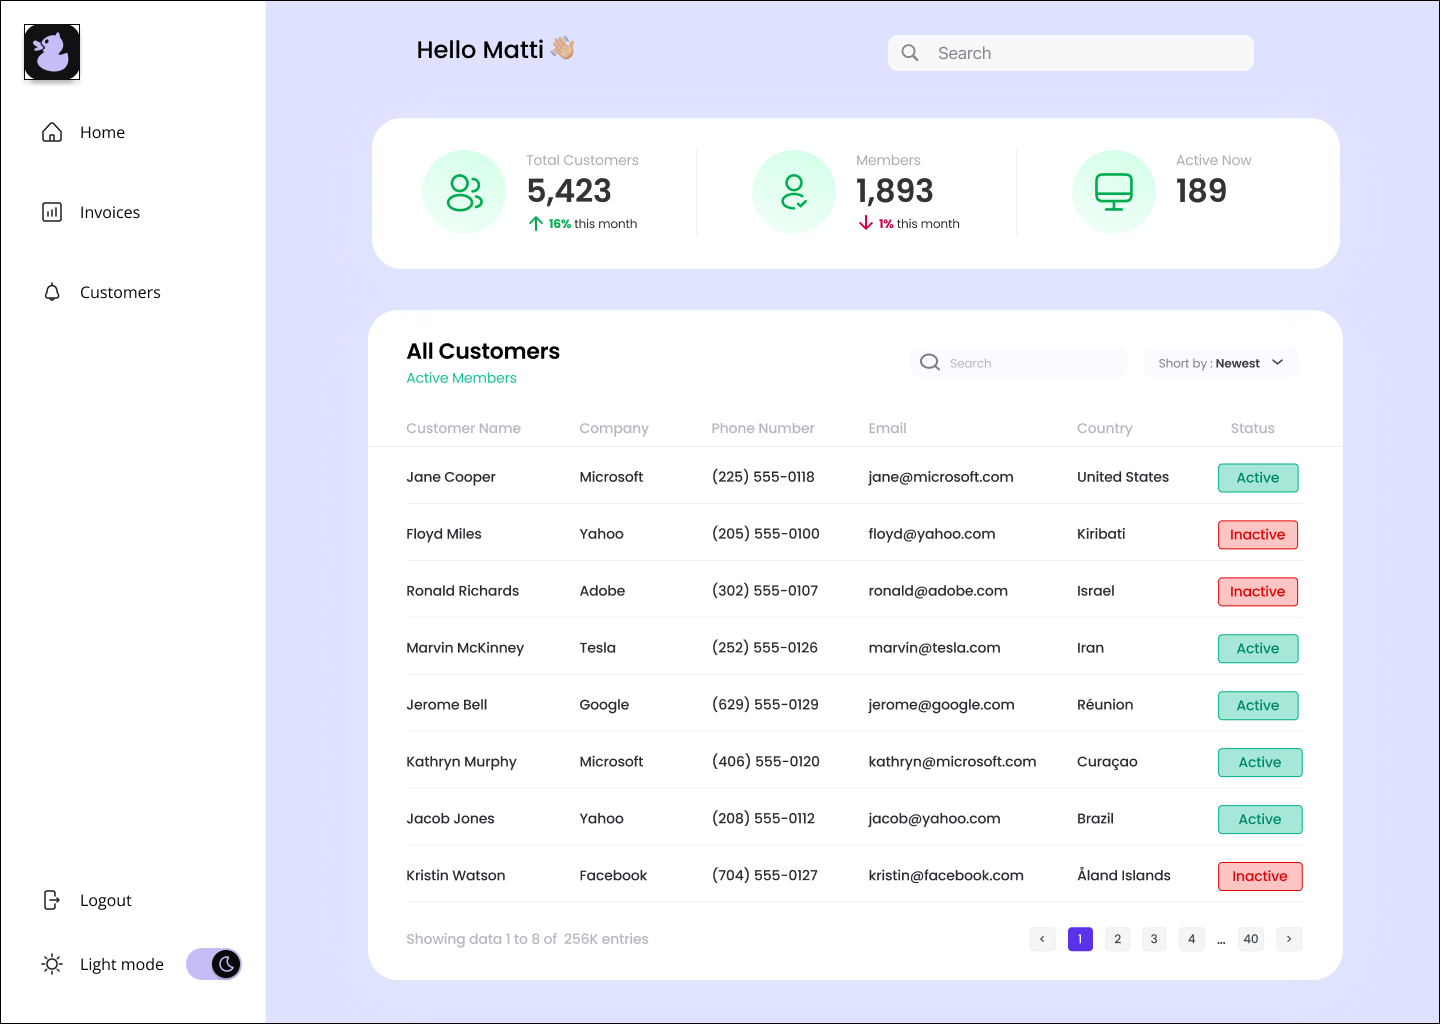 Hello Matti 👋🏼
Search
Home
Invoices
Customers
Total Customers
5,423
16% this month
Members
1,893
1% this month
Active Now
189
All Customers
Active Members
Search
Short by : Newest
Customer Name Company Phone Number Email Country Status
Jane Cooper Microsoft (225) 555-0118 jane@microsoft.com United States Active
Floyd Miles Yahoo (205) 555-0100 floyd@yahoo.com Kiribati Inactive
Ronald Richards Adobe (302) 555-0107 ronald@adobe.com Israel Inactive
Marvin McKinney Tesla (252) 555-0126 marvin@tesla.com Iran Active
Jerome Bell Google (629) 555-0129 jerome@google.com Réunion Active
Kathryn Murphy Microsoft (406) 555-0120 kathryn@microsoft.com Curaçao Active
Jacob Jones Yahoo (208) 555-0112 jacob@yahoo.com Brazil Active
Kristin Watson Facebook (704) 555-0127 kristin@facebook.com Åland Islands Inactive
Showing data 1 to 8 of 256K entries
< 1 2 3 4 ... 40 >
Logout
Light mode